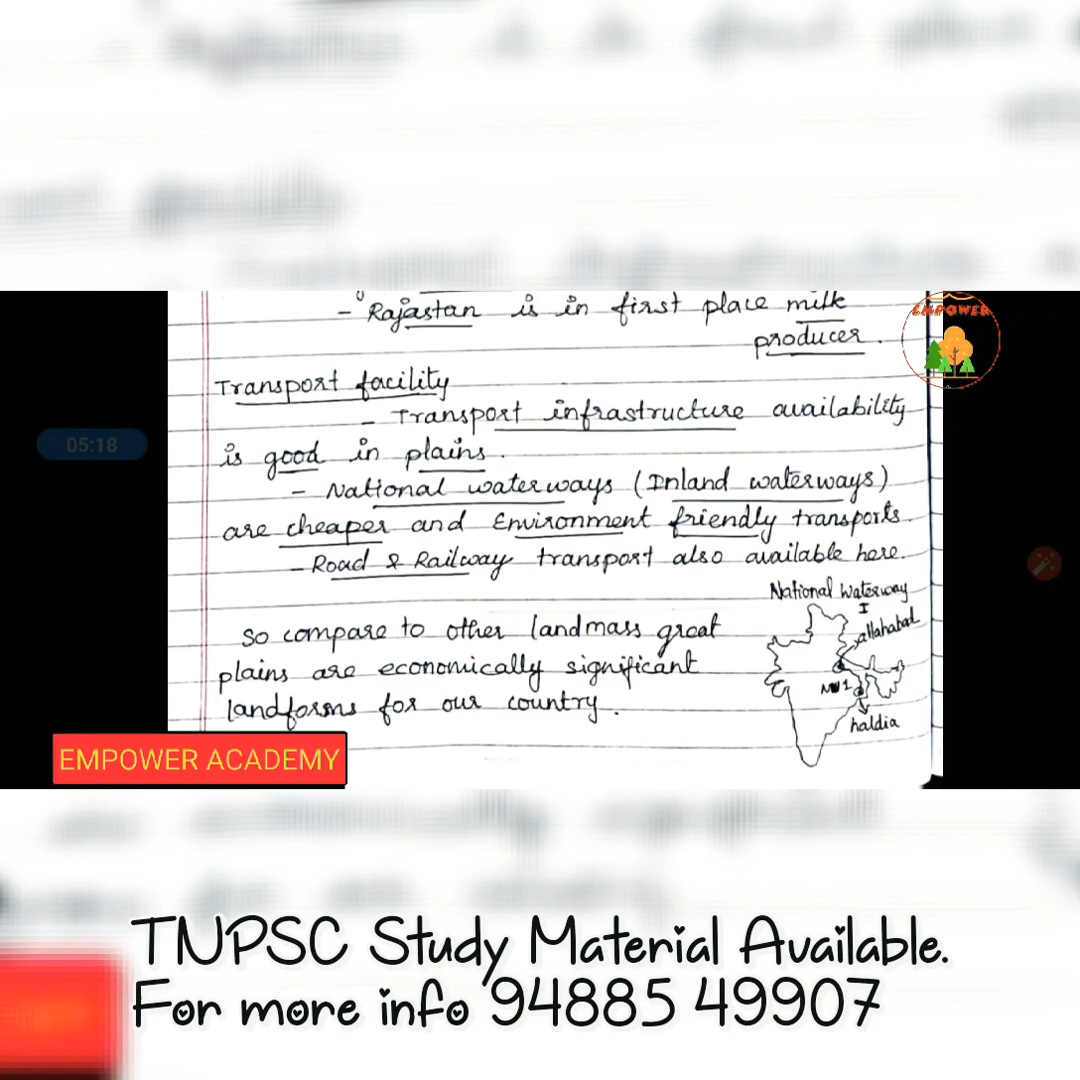 - Rajastan is in first place milk
producer.
EMPOWER
Transport facility
- Transport infrastructure availability
is good in plains.
05:18
- National waterways (Inland waterways)
are cheaper and Environment friendly transports.
- Road & Railway transport also available here.
National waterway
I
allahabad
So compare to other landmass great
plains are economically significant
landforms for our country.
NW1
haldia
EMPOWER ACADEMY
TNPSC Study Material Available.
For more info 94885 49907